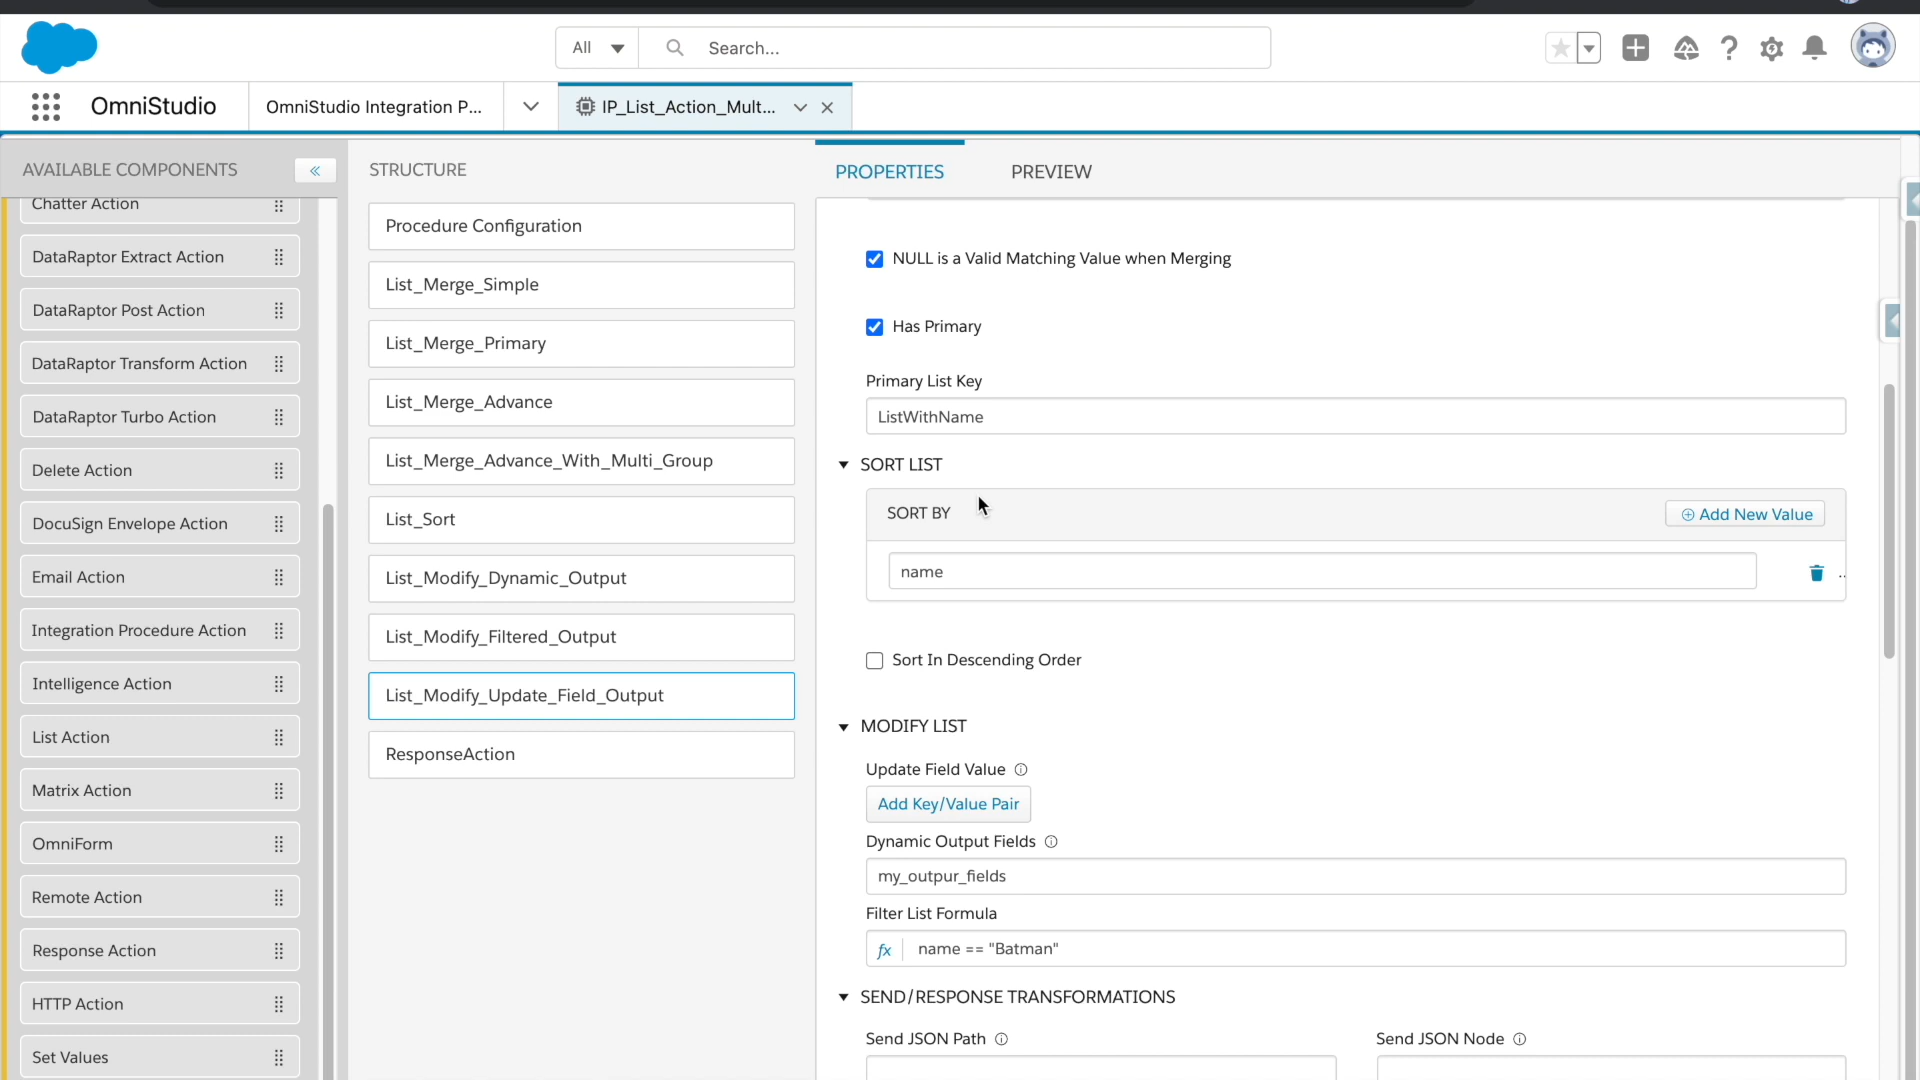 All
Search...
OmniStudio
OmniStudio Integration P...
IP_List_Action_Mult...
AVAILABLE COMPONENTS
STRUCTURE
PROPERTIES
PREVIEW
Chatter Action
DataRaptor Extract Action
DataRaptor Post Action
DataRaptor Transform Action
DataRaptor Turbo Action
Delete Action
DocuSign Envelope Action
Email Action
Integration Procedure Action
Intelligence Action
List Action
Matrix Action
OmniForm
Remote Action
Response Action
HTTP Action
Set Values
Procedure Configuration
List_Merge_Simple
List_Merge_Primary
List_Merge_Advance
List_Merge_Advance_With_Multi_Group
List_Sort
List_Modify_Dynamic_Output
List_Modify_Filtered_Output
List_Modify_Update_Field_Output
ResponseAction
NULL is a Valid Matching Value when Merging
Has Primary
Primary List Key
ListWithName
SORT LIST
SORT BY
Add New Value
name
..
Sort In Descending Order
MODIFY LIST
Update Field Value
Add Key/Value Pair
Dynamic Output Fields
my_outpur_fields
Filter List Formula
fx name == "Batman"
SEND/RESPONSE TRANSFORMATIONS
Send JSON Path
Send JSON Node